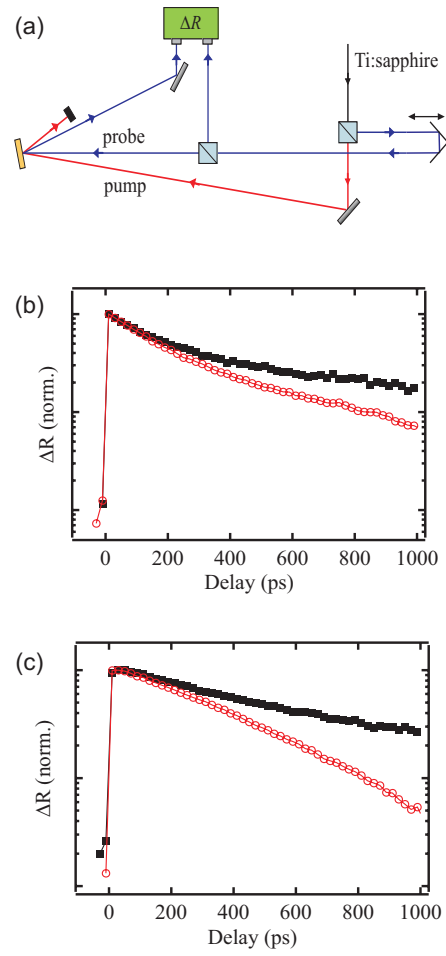 (a)
ΔR
Ti:sapphire
probe
pump
(b)
ΔR (norm.)
0 200 400 600 800 1000
Delay (ps)
(c)
ΔR (norm.)
0 200 400 600 800 1000
Delay (ps)